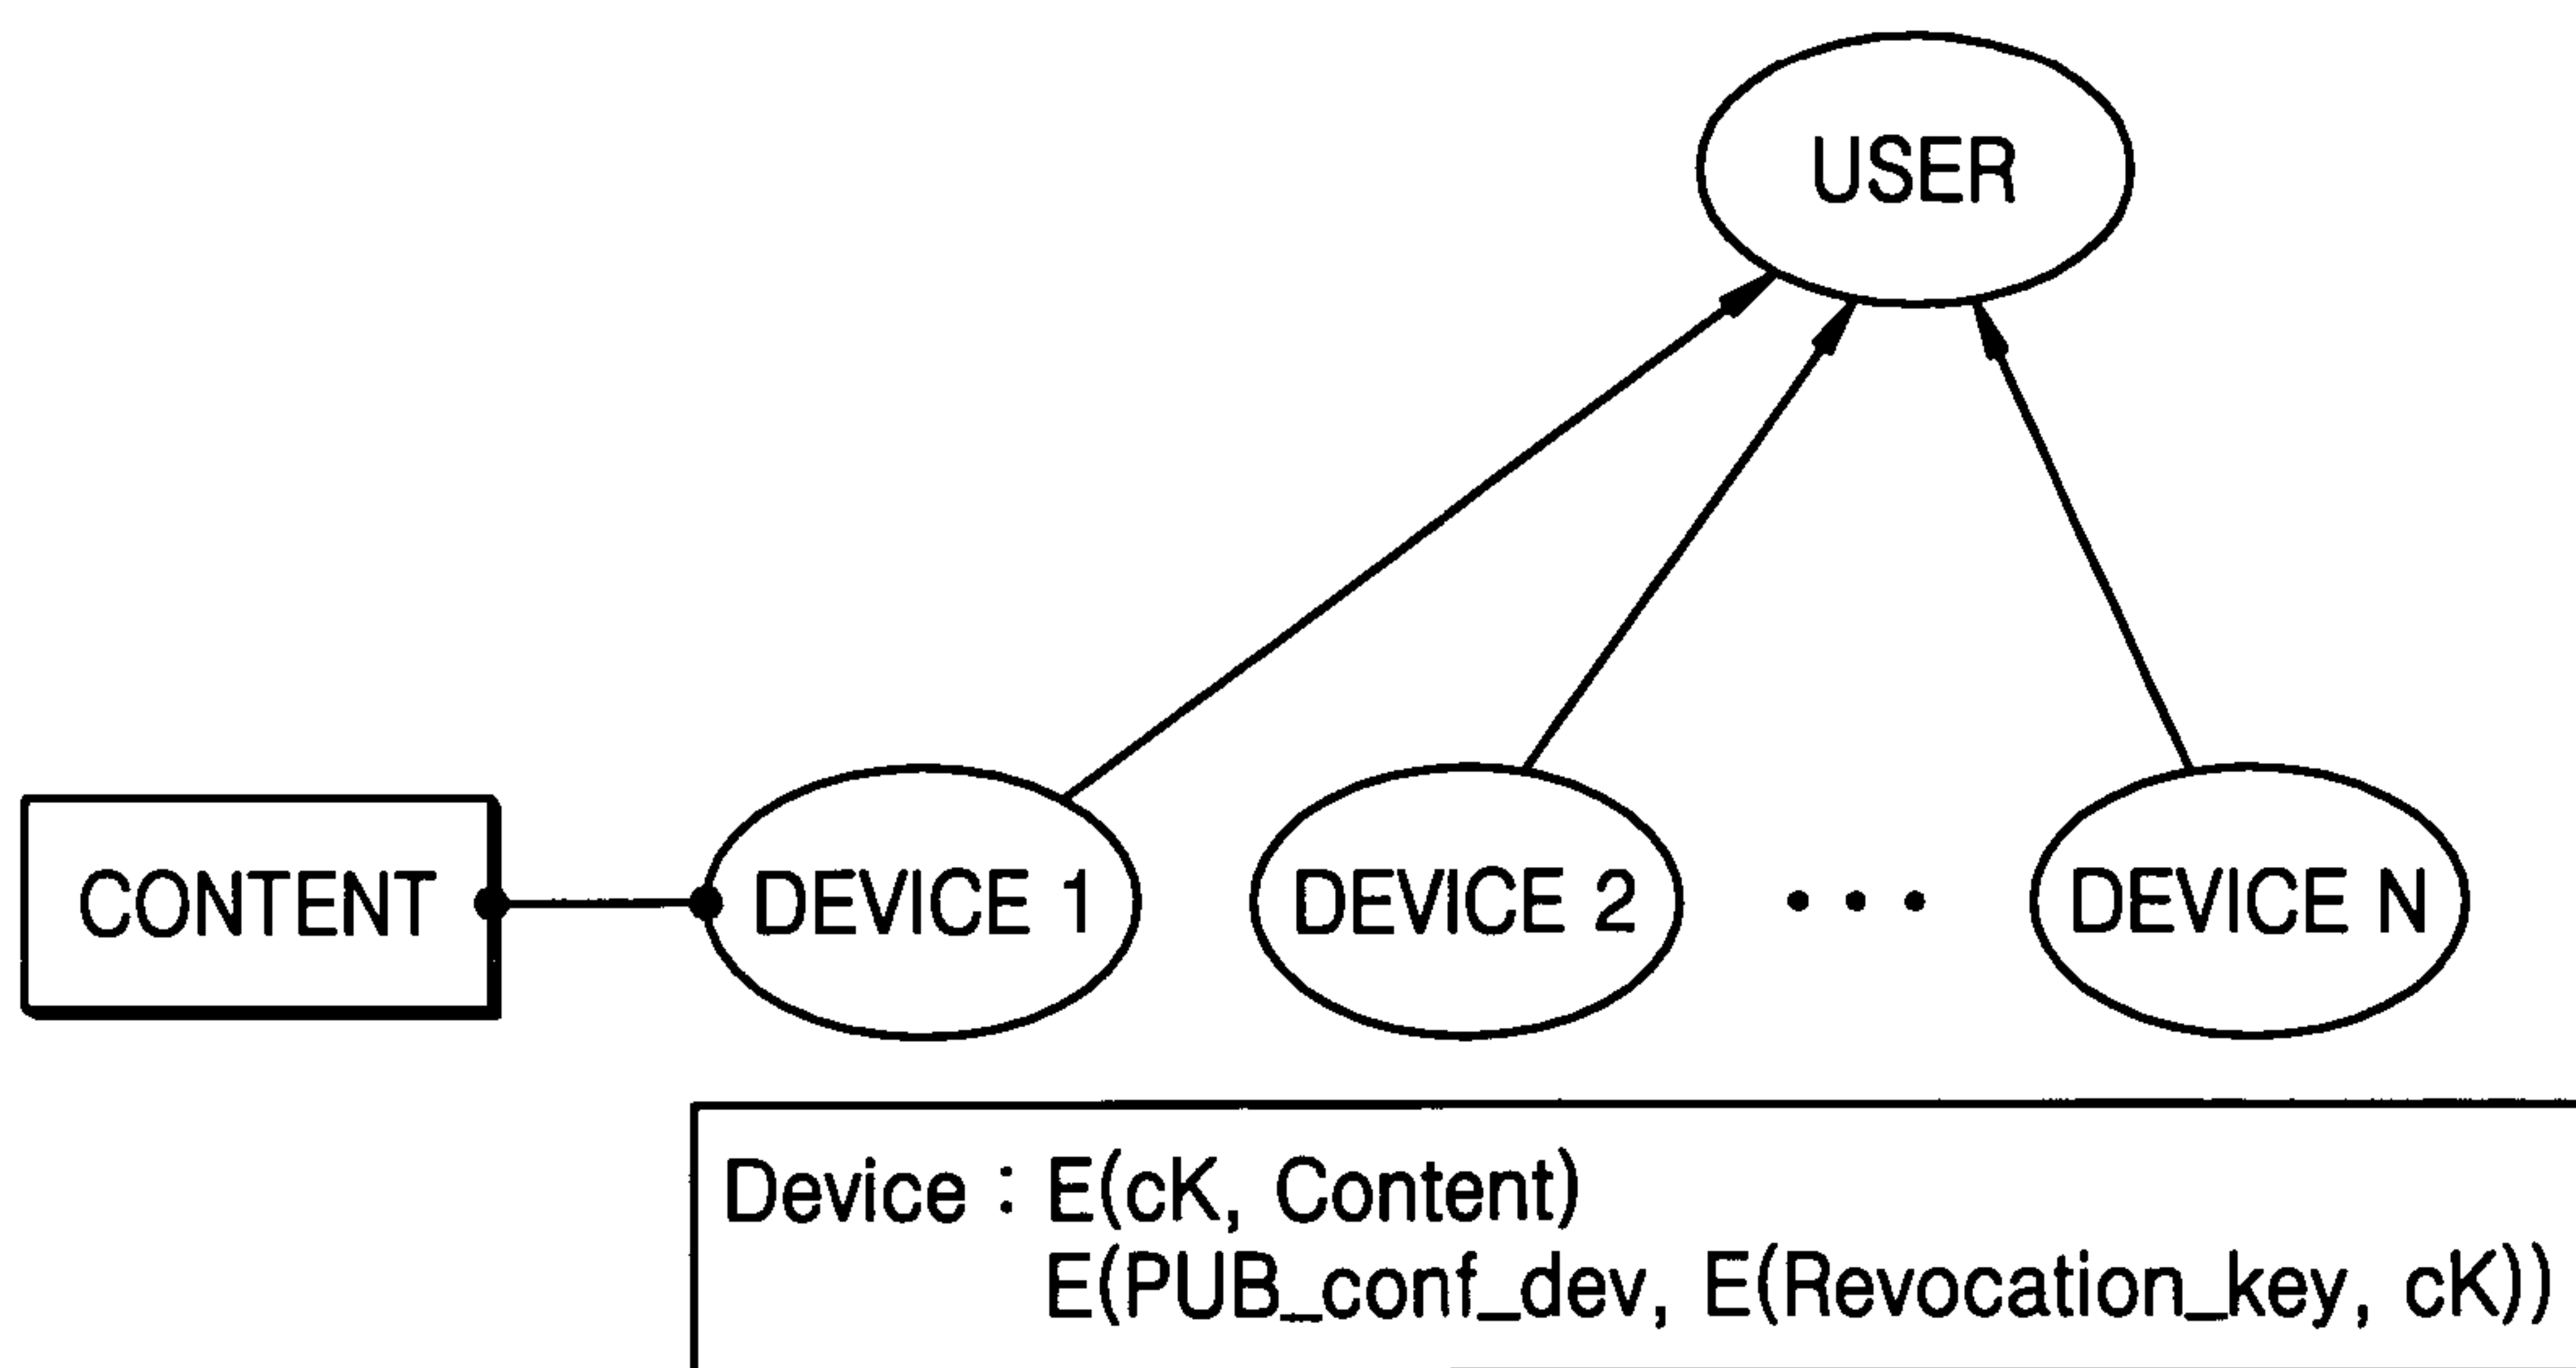 USER
CONTENT
DEVICE 1
DEVICE 2
• • •
DEVICE N
Device : E(cK, Content)
E(PUB_conf_dev, E(Revocation_key, cK))